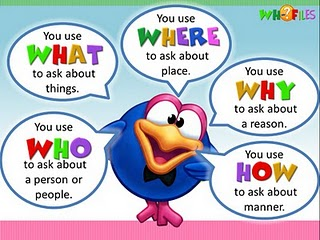 WH?FILES
You use
WHAT
to ask about
things.
You use
WHERE
to ask about
place.
You use
WHY
to ask about
a reason.
You use
WHO
to ask about
a person or
people.
You use
HOW
to ask about
manner.